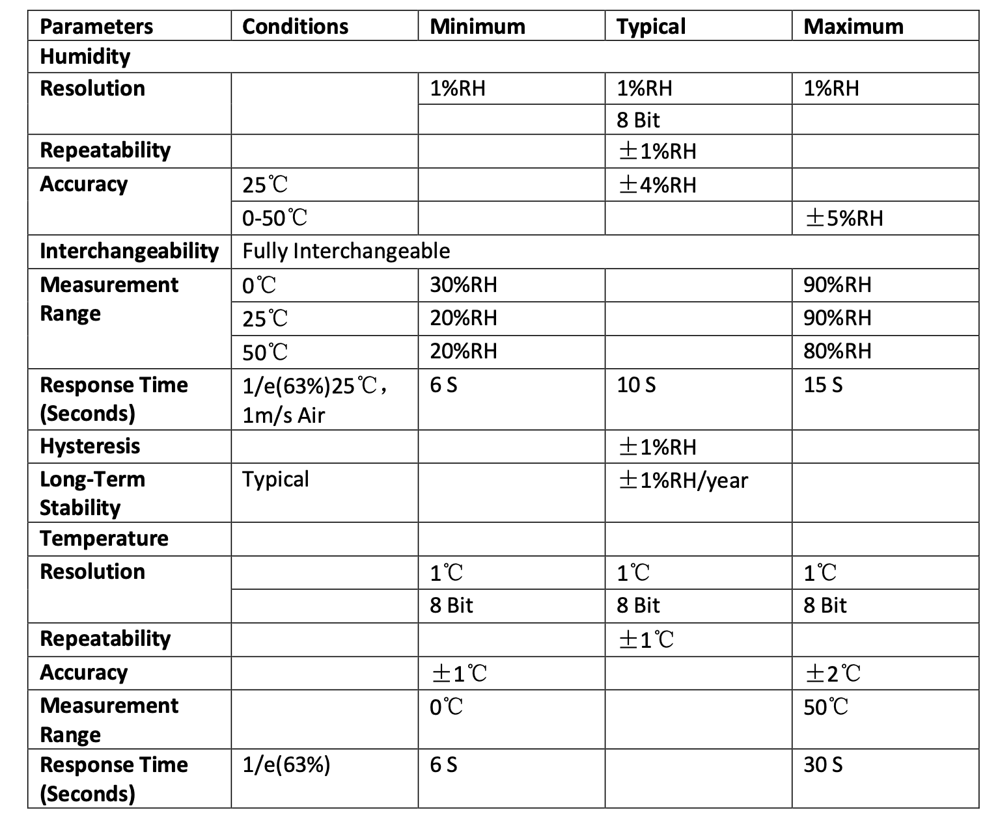 Parameters Conditions Minimum Typical Maximum
Humidity
Resolution 1%RH 1%RH 1%RH
8 Bit
Repeatability ±1%RH
Accuracy 25℃ ±4%RH
0-50℃ ±5%RH
Interchangeability Fully Interchangeable
Measurement 0℃ 30%RH 90%RH
Range 25℃ 20%RH 90%RH
50℃ 20%RH 80%RH
Response Time 1/e(63%)25℃, 6 S 10 S 15 S
(Seconds) 1m/s Air
Hysteresis ±1%RH
Long-Term Typical ±1%RH/year
Stability
Temperature
Resolution 1℃ 1℃ 1℃
8 Bit 8 Bit 8 Bit
Repeatability ±1℃
Accuracy ±1℃ ±2℃
Measurement 0℃ 50℃
Range
Response Time 1/e(63%) 6 S 30 S
(Seconds)